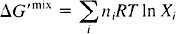 ΔG′ᵐⁱˣ = ∑ᵢ nᵢRT ln Xᵢ